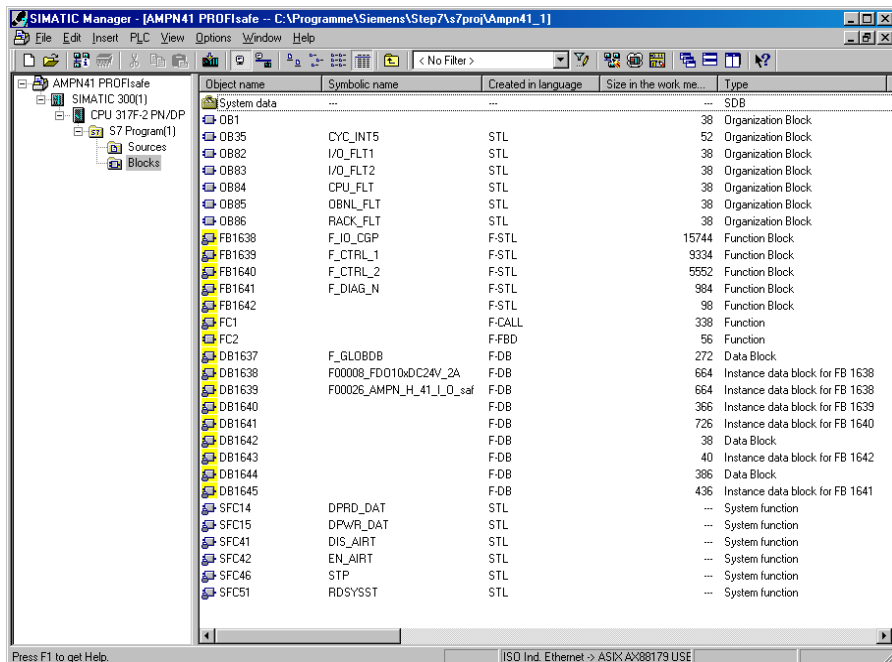 SIMATIC Manager - [AMPN41 PROFIsafe -- C:\Programme\Siemens\Step7\s7proj\Ampn41_1]
File Edit Insert PLC View Options Window Help
< No Filter >
AMPN41 PROFIsafe
SIMATIC 300(1)
CPU 317F-2 PN/DP
S7 Program(1)
Sources
Blocks
Object name Symbolic name Created in language Size in the work me... Type
System data --- --- --- SDB
OB1 38 Organization Block
OB35 CYC_INT5 STL 52 Organization Block
OB82 I/O_FLT1 STL 38 Organization Block
OB83 I/O_FLT2 STL 38 Organization Block
OB84 CPU_FLT STL 38 Organization Block
OB85 OBNL_FLT STL 38 Organization Block
OB86 RACK_FLT STL 38 Organization Block
FB1638 F_IO_CGP F-STL 15744 Function Block
FB1639 F_CTRL_1 F-STL 9334 Function Block
FB1640 F_CTRL_2 F-STL 5552 Function Block
FB1641 F_DIAG_N F-STL 984 Function Block
FB1642 F-STL 98 Function Block
FC1 F-CALL 338 Function
FC2 F-FBD 56 Function
DB1637 F_GLOBDB F-DB 272 Data Block
DB1638 F00008_FDO10xDC24V_2A F-DB 664 Instance data block for FB 1638
DB1639 F00026_AMPN_H_41_I_O_saf F-DB 664 Instance data block for FB 1638
DB1640 F-DB 366 Instance data block for FB 1639
DB1641 F-DB 726 Instance data block for FB 1640
DB1642 F-DB 38 Data Block
DB1643 F-DB 40 Instance data block for FB 1642
DB1644 F-DB 386 Data Block
DB1645 F-DB 436 Instance data block for FB 1641
SFC14 DPRD_DAT STL --- System function
SFC15 DPWR_DAT STL --- System function
SFC41 DIS_AIRT STL --- System function
SFC42 EN_AIRT STL --- System function
SFC46 STP STL --- System function
SFC51 RDSYSST STL --- System function
Press F1 to get Help. ISO Ind. Ethernet -> ASIX AX88179 USE